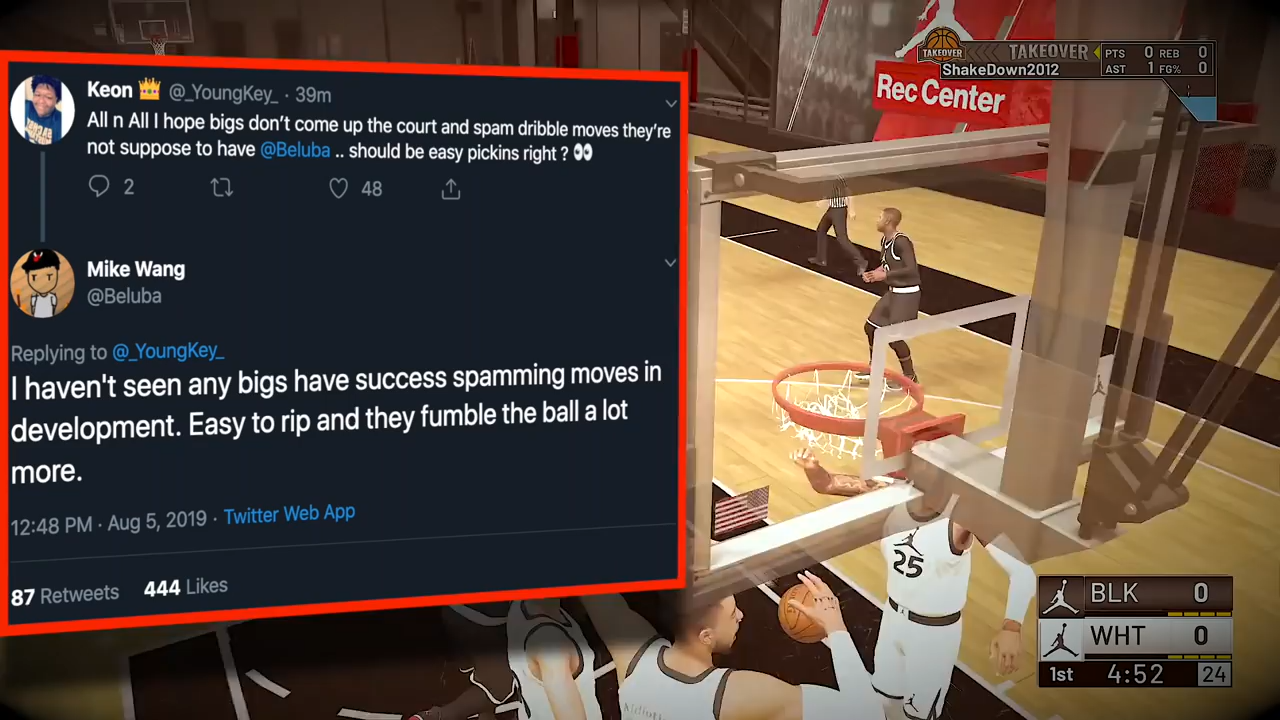 Keon 👑 @_YoungKey_ · 39m
All n All I hope bigs don't come up the court and spam dribble moves they're
not suppose to have @Beluba .. should be easy pickins right ? 👀
2
48
Mike Wang
@Beluba
Replying to @_YoungKey_
I haven't seen any bigs have success spamming moves in
development. Easy to rip and they fumble the ball a lot
more.
12:48 PM · Aug 5, 2019 · Twitter Web App
87 Retweets 444 Likes
TAKEOVER
TAKEOVER
PTS 0 REB 0
AST 1 FG% 0
ShakeDown2012
Rec Center
25
BLK 0
WHT 0
1st 4:52 24